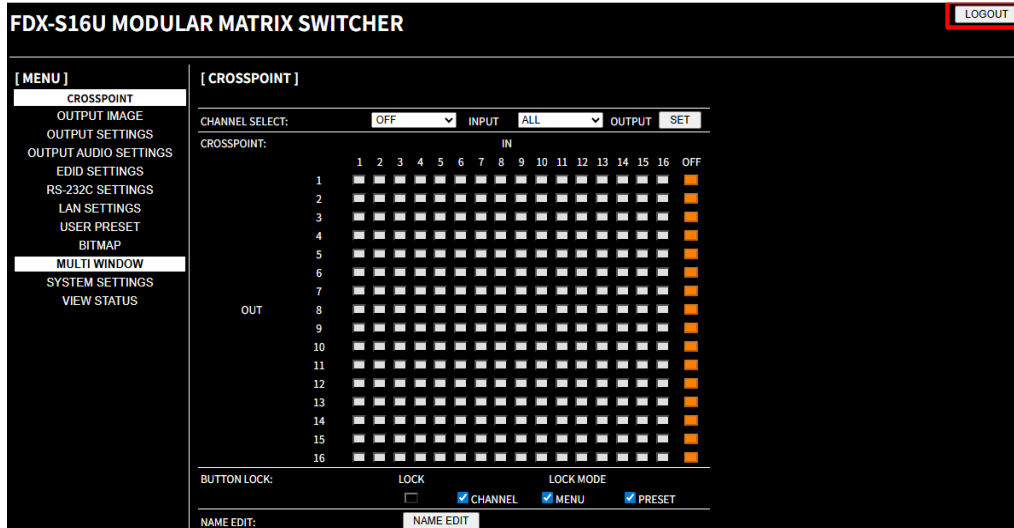 FDX-S16U MODULAR MATRIX SWITCHER
LOGOUT
[ MENU ]
CROSSPOINT
OUTPUT IMAGE
OUTPUT SETTINGS
OUTPUT AUDIO SETTINGS
EDID SETTINGS
RS-232C SETTINGS
LAN SETTINGS
USER PRESET
BITMAP
MULTI WINDOW
SYSTEM SETTINGS
VIEW STATUS
[ CROSSPOINT ]
CHANNEL SELECT: OFF INPUT ALL OUTPUT SET
CROSSPOINT: IN
1 2 3 4 5 6 7 8 9 10 11 12 13 14 15 16 OFF
1
2
3
4
5
6
7
OUT 8
9
10
11
12
13
14
15
16
BUTTON LOCK: LOCK LOCK MODE
CHANNEL MENU PRESET
NAME EDIT: NAME EDIT